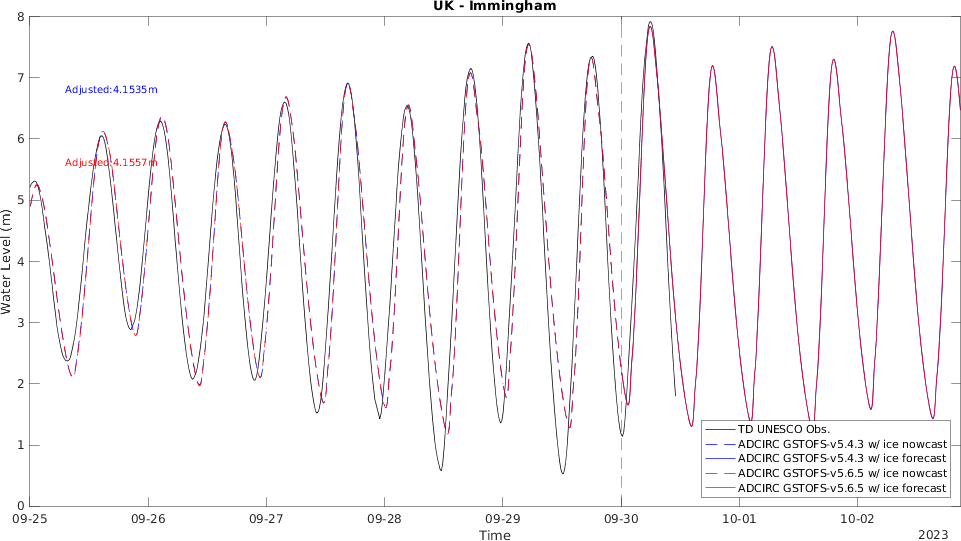 UK - Immingham
8
7
6
5
4
3
2
1
0
Water Level (m)
Adjusted:4.1535m
Adjusted:4.1557m
TD UNESCO Obs.
ADCIRC GSTOFS-v5.4.3 w/ ice nowcast
ADCIRC GSTOFS-v5.4.3 w/ ice forecast
ADCIRC GSTOFS-v5.6.5 w/ ice nowcast
ADCIRC GSTOFS-v5.6.5 w/ ice forecast
09-25 09-26 09-27 09-28 09-29 09-30 10-01 10-02
Time
2023